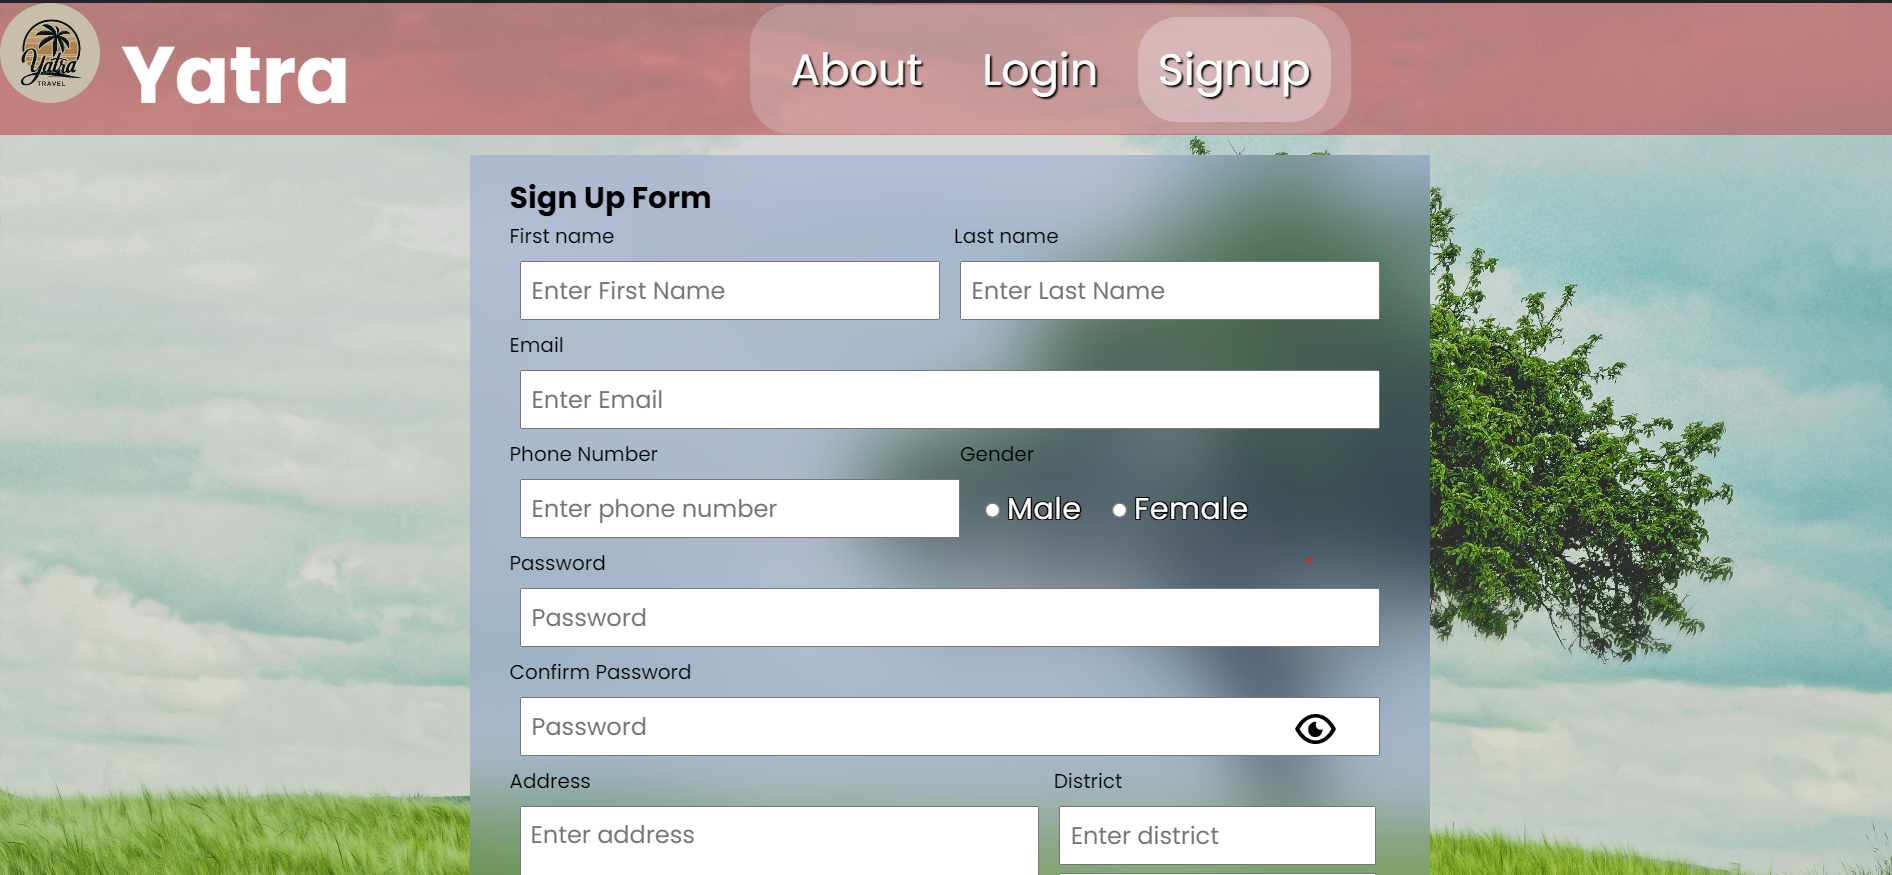 Yatra
TRAVEL
Yatra
About Login Signup
Sign Up Form
First name Last name
Enter First Name Enter Last Name
Email
Enter Email
Phone Number Gender
Enter phone number Male Female
Password
Password
Confirm Password
Password
Address District
Enter address Enter district